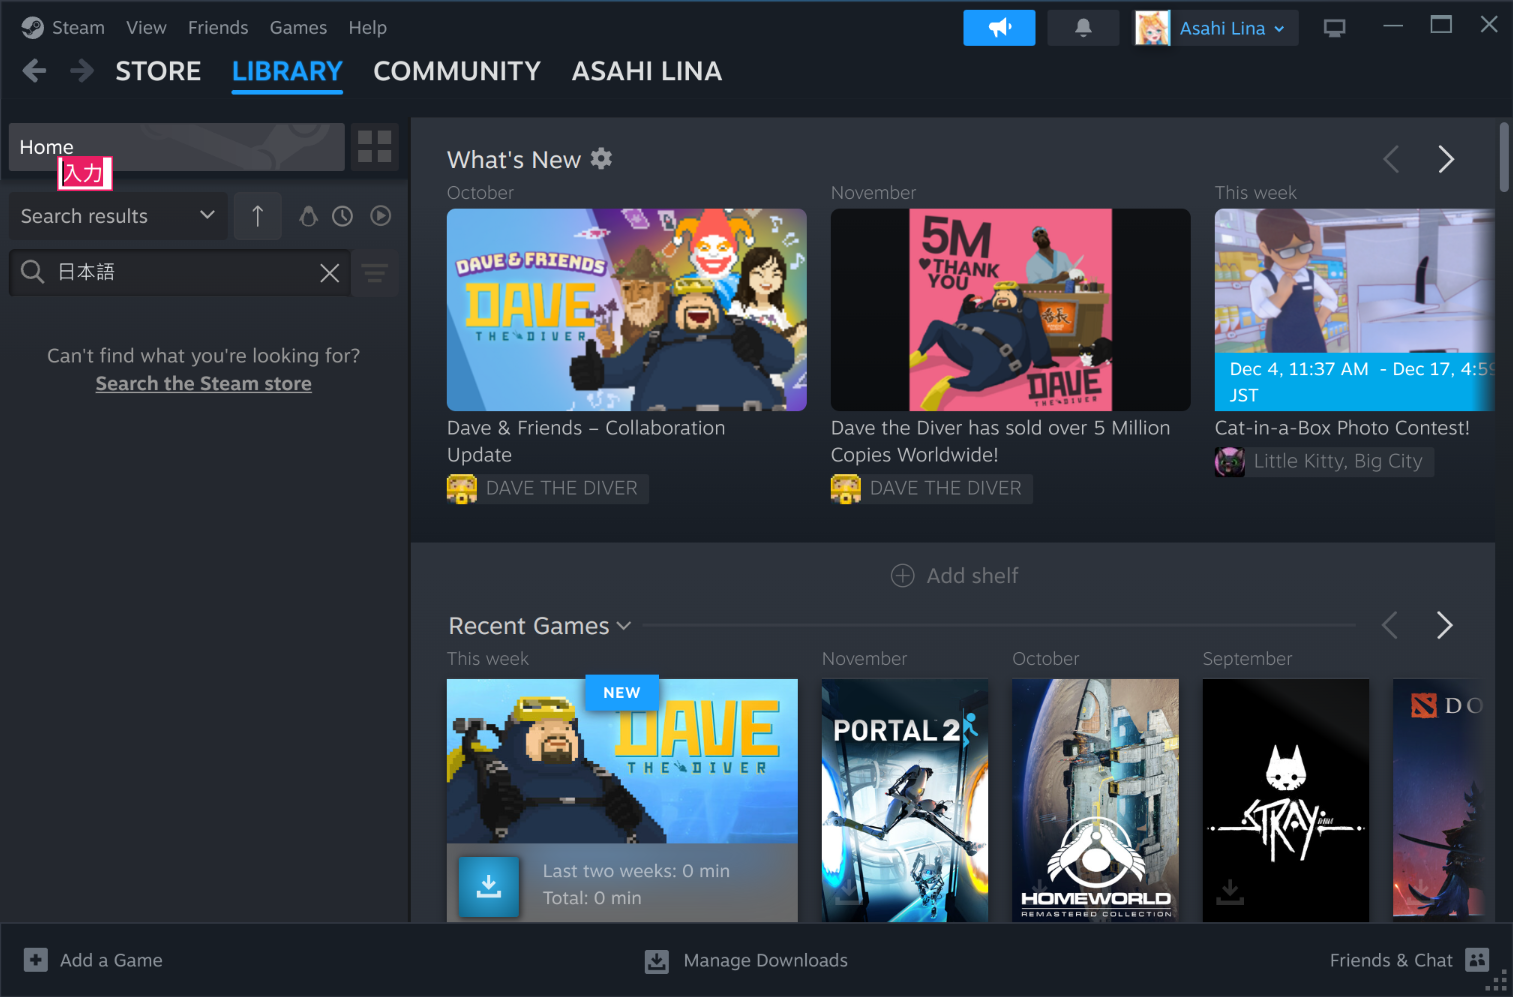 Steam View Friends Games Help
Asahi Lina
STORE LIBRARY COMMUNITY ASAHI LINA
Home
入力
Search results
日本語
Can't find what you're looking for?
Search the Steam store
What's New
October
DAVE & FRIENDS
DAVE
THE DIVER
Dave & Friends – Collaboration
Update
DAVE THE DIVER
November
5M
THANK
YOU
DAVE
THE DIVER
Dave the Diver has sold over 5 Million
Copies Worldwide!
DAVE THE DIVER
This week
Dec 4, 11:37 AM - Dec 17, 4:59
JST
Cat-in-a-Box Photo Contest!
Little Kitty, Big City
Add shelf
Recent Games
This week
NEW
DAVE
THE DIVER
Last two weeks: 0 min
Total: 0 min
November
PORTAL 2
October
HOMEWORLD
REMASTERED COLLECTION
September
STRAY
DO
Add a Game
Manage Downloads
Friends & Chat